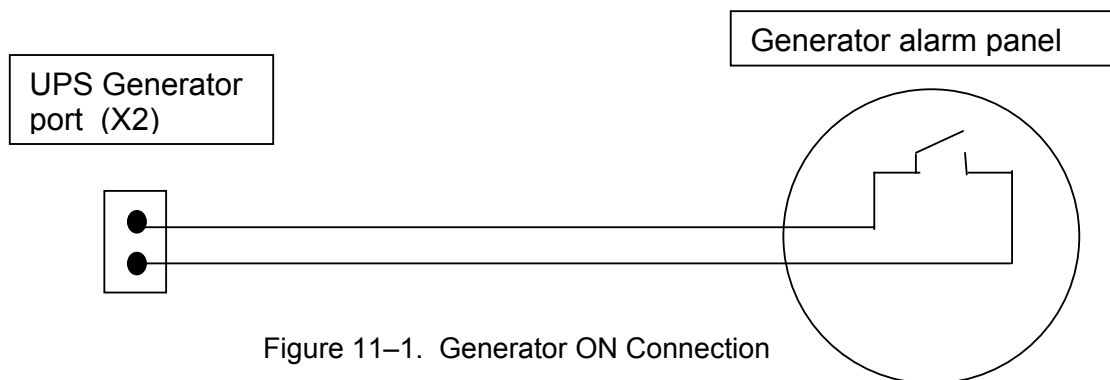 Generator alarm panel
UPS Generator
port (X2)
Figure 11–1. Generator ON Connection